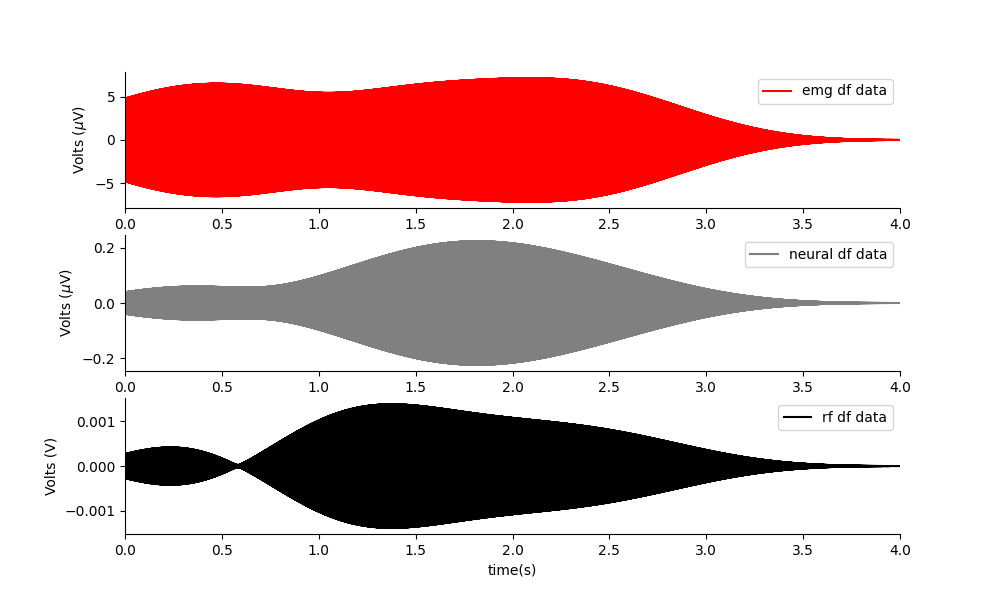 emg df data
Volts (μV)
5
0
−5
0.0 0.5 1.0 1.5 2.0 2.5 3.0 3.5 4.0
neural df data
Volts (μV)
0.2
0.0
−0.2
0.0 0.5 1.0 1.5 2.0 2.5 3.0 3.5 4.0
rf df data
Volts (V)
0.001
0.000
−0.001
0.0 0.5 1.0 1.5 2.0 2.5 3.0 3.5 4.0
time(s)